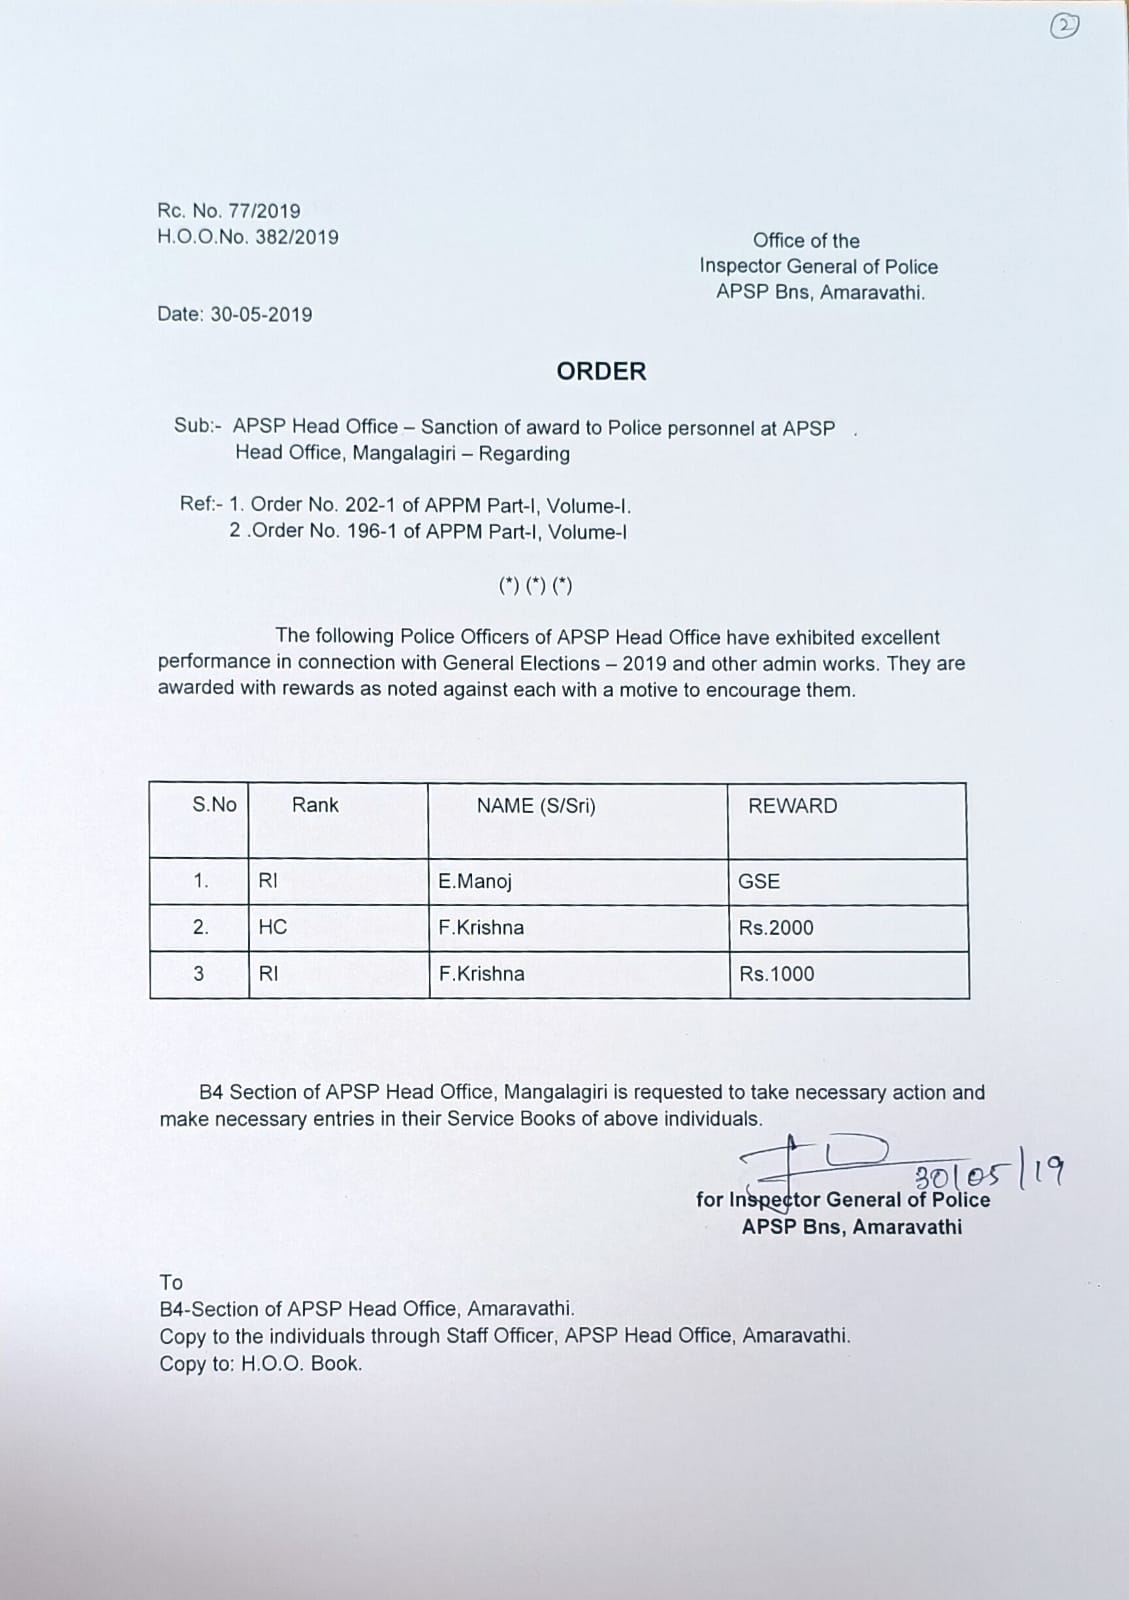 2
Rc. No. 77/2019
H.O.O.No. 382/2019
Office of the
Inspector General of Police
APSP Bns, Amaravathi.
Date: 30-05-2019
ORDER
Sub:- APSP Head Office – Sanction of award to Police personnel at APSP .
Head Office, Mangalagiri – Regarding
Ref:- 1. Order No. 202-1 of APPM Part-I, Volume-I.
2 .Order No. 196-1 of APPM Part-I, Volume-I
(*) (*) (*)
The following Police Officers of APSP Head Office have exhibited excellent
performance in connection with General Elections – 2019 and other admin works. They are
awarded with rewards as noted against each with a motive to encourage them.
S.No Rank NAME (S/Sri) REWARD
1. RI E.Manoj GSE
2. HC F.Krishna Rs.2000
3 RI F.Krishna Rs.1000
B4 Section of APSP Head Office, Mangalagiri is requested to take necessary action and
make necessary entries in their Service Books of above individuals.
30/05/19
for Inspector General of Police
APSP Bns, Amaravathi
To
B4-Section of APSP Head Office, Amaravathi.
Copy to the individuals through Staff Officer, APSP Head Office, Amaravathi.
Copy to: H.O.O. Book.